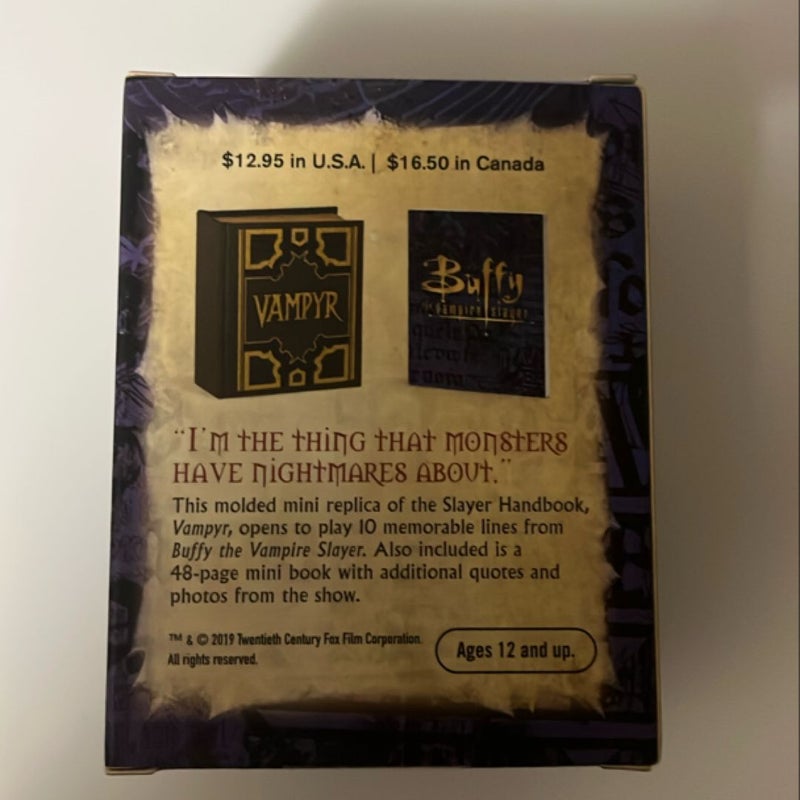 $12.95 in U.S.A. | $16.50 in Canada
VAMPYR
Buffy
the vampire slayer
"I'M THE THING THAT MONSTERS
HAVE NIGHTMARES ABOUT."
This molded mini replica of the Slayer Handbook,
Vampyr, opens to play 10 memorable lines from
Buffy the Vampire Slayer. Also included is a
48-page mini book with additional quotes and
photos from the show.
™ & © 2019 Twentieth Century Fox Film Corporation.
All rights reserved.
Ages 12 and up.